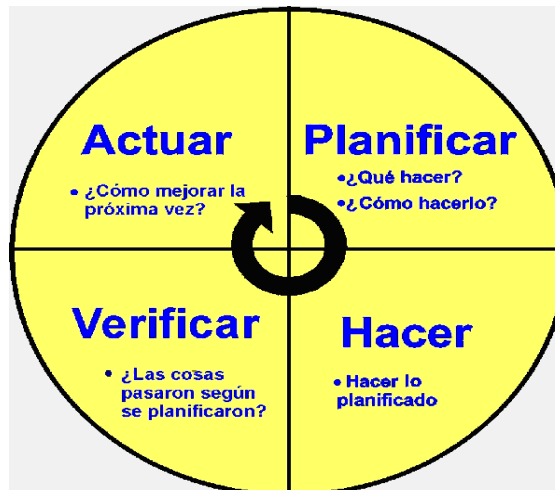 Actuar
• ¿Cómo mejorar la
próxima vez?
Planificar
•¿Qué hacer?
•¿Cómo hacerlo?
Verificar
• ¿Las cosas
pasaron según
se planificaron?
Hacer
• Hacer lo
planificado